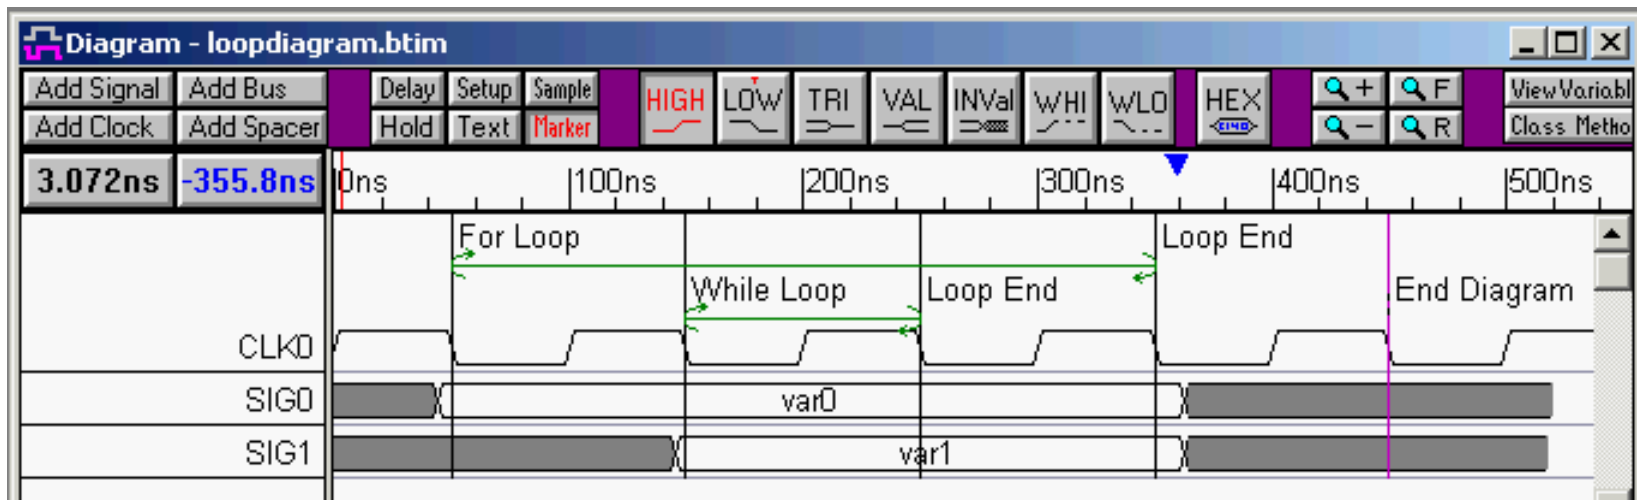 Diagram - loopdiagram.btim
Add Signal Add Bus Delay Setup Sample HIGH LOW TRI VAL INVal WHI WLO HEX + F ViewVariabl
Add Clock Add Spacer Hold Text Marker - R Class Metho
3.072ns -355.8ns 0ns 100ns 200ns 300ns 400ns 500ns
For Loop Loop End
While Loop Loop End End Diagram
CLK0
SIG0 var0
SIG1 var1